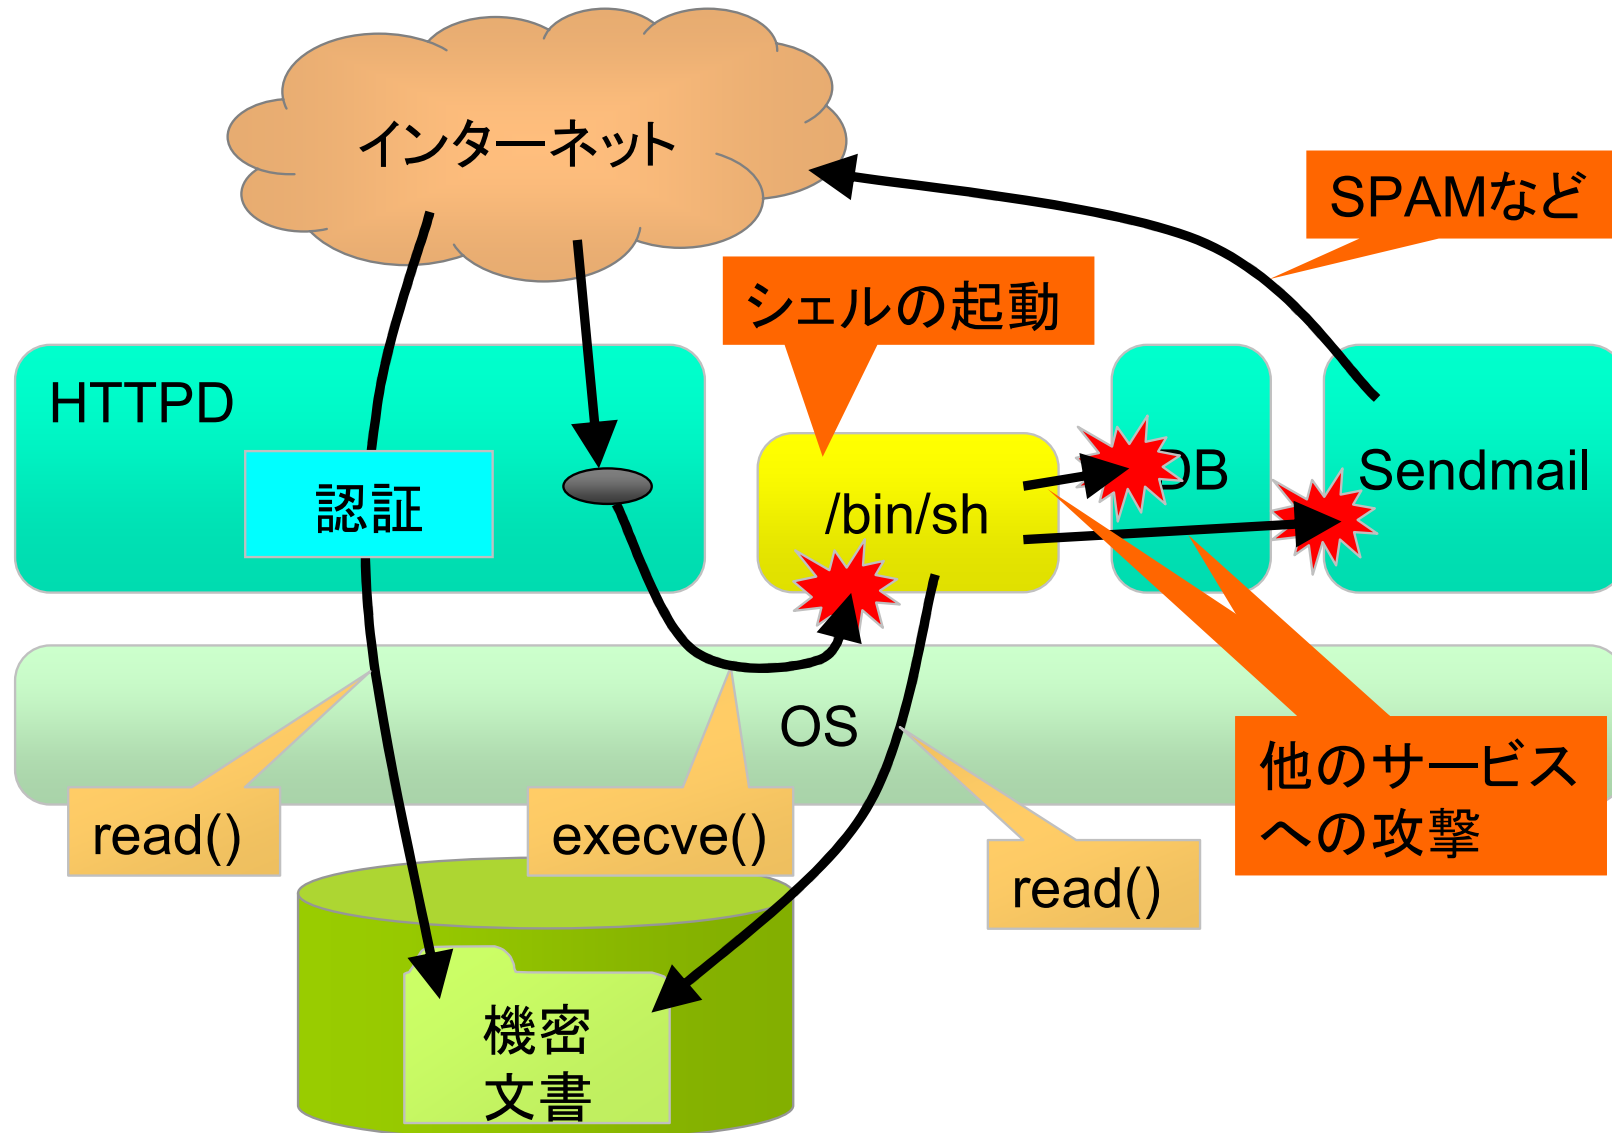 インターネット
SPAMなど
シェルの起動
HTTPD
認証
/bin/sh
DB
Sendmail
OS
read()
execve()
read()
他のサービス
への攻撃
機密
文書